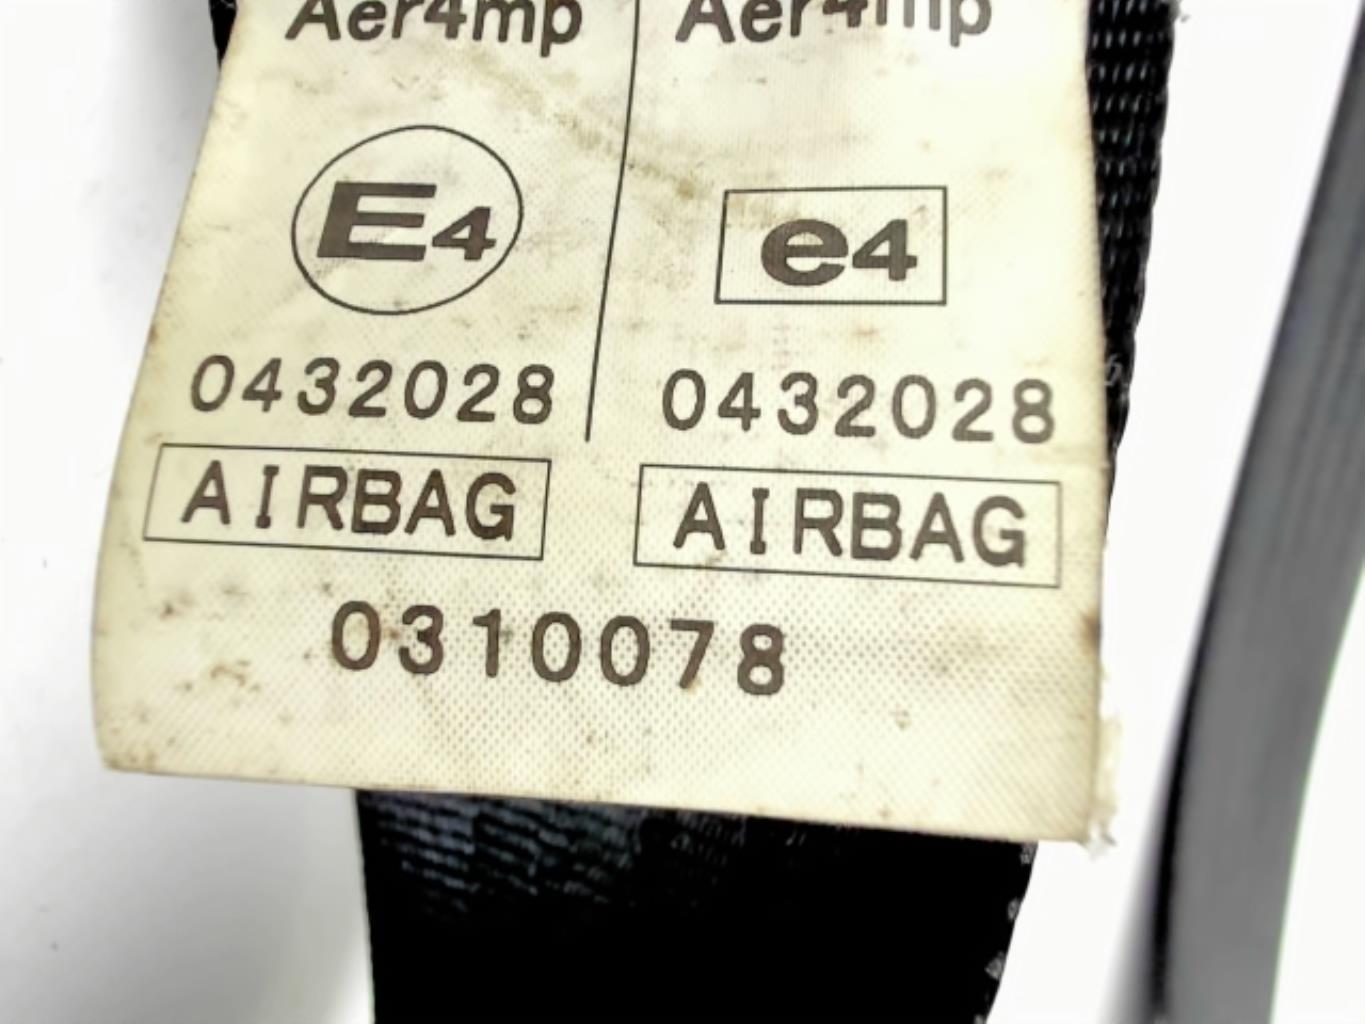 Aer4mp Aer4mp
E4 e4
0432028 0432028
AIRBAG AIRBAG
0310078